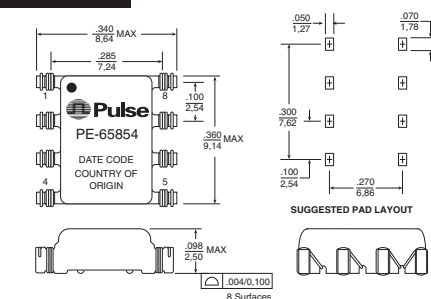 .340
8,64 MAX
.285
7,24
1
8
.100
2,54
Pulse
PE-65854
DATE CODE
COUNTRY OF
ORIGIN
4
5
.360
9,14 MAX
.098
2,50 MAX
.004/0,100
8 Surfaces
.050
1,27
.070
1,78
.300
7,62
.100
2,54
.270
6,86
SUGGESTED PAD LAYOUT